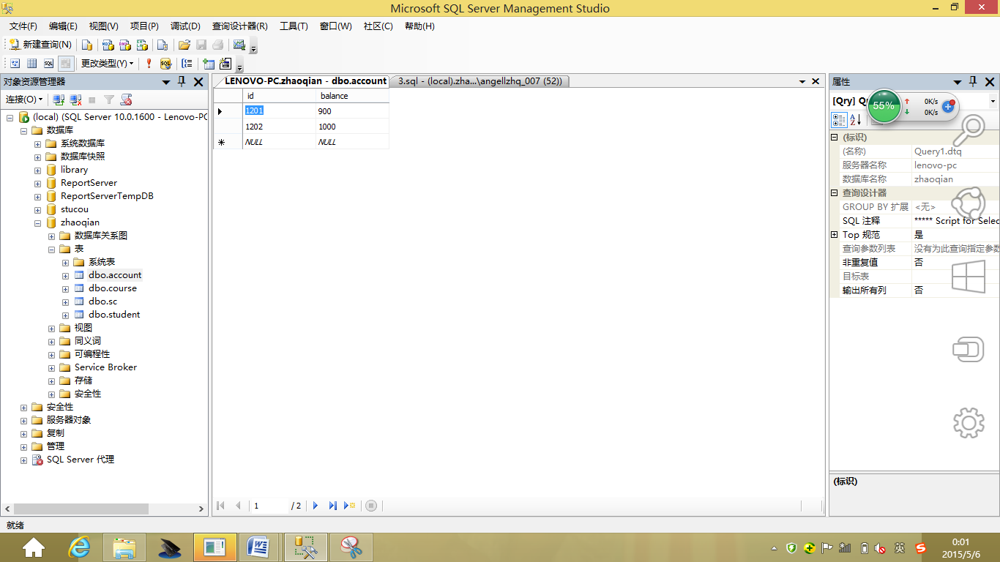 Microsoft SQL Server Management Studio
文件(F) 编辑(E) 视图(V) 项目(P) 调试(D) 查询设计器(R) 工具(T) 窗口(W) 社区(C) 帮助(H)
新建查询(N)
更改类型(Y)
对象资源管理器
连接(O)
(local) (SQL Server 10.0.1600 - Lenovo-PC
数据库
系统数据库
数据库快照
library
ReportServer
ReportServerTempDB
stucou
zhaoqian
数据库关系图
表
系统表
dbo.account
dbo.course
dbo.sc
dbo.student
视图
同义词
可编程性
Service Broker
存储
安全性
安全性
服务器对象
复制
管理
SQL Server 代理
LENOVO-PC.zhaoqian - dbo.account 3.sql - (local).zha...\angellzhq_007 (52))
id balance
1201 900
1202 1000
NULL NULL
1 / 2
属性
[Qry]
55% 0K/s
0K/s
(标识)
(名称) Query1.dtq
服务器名称 lenovo-pc
数据库名称 zhaoqian
查询设计器
GROUP BY 扩展 <无>
SQL 注释 ***** Script for Selec
Top 规范 是
查询参数列表 没有为此查询指定参数
非重复值 否
目标表
输出所有列 否
(标识)
就绪
英
0:01
2015/5/6